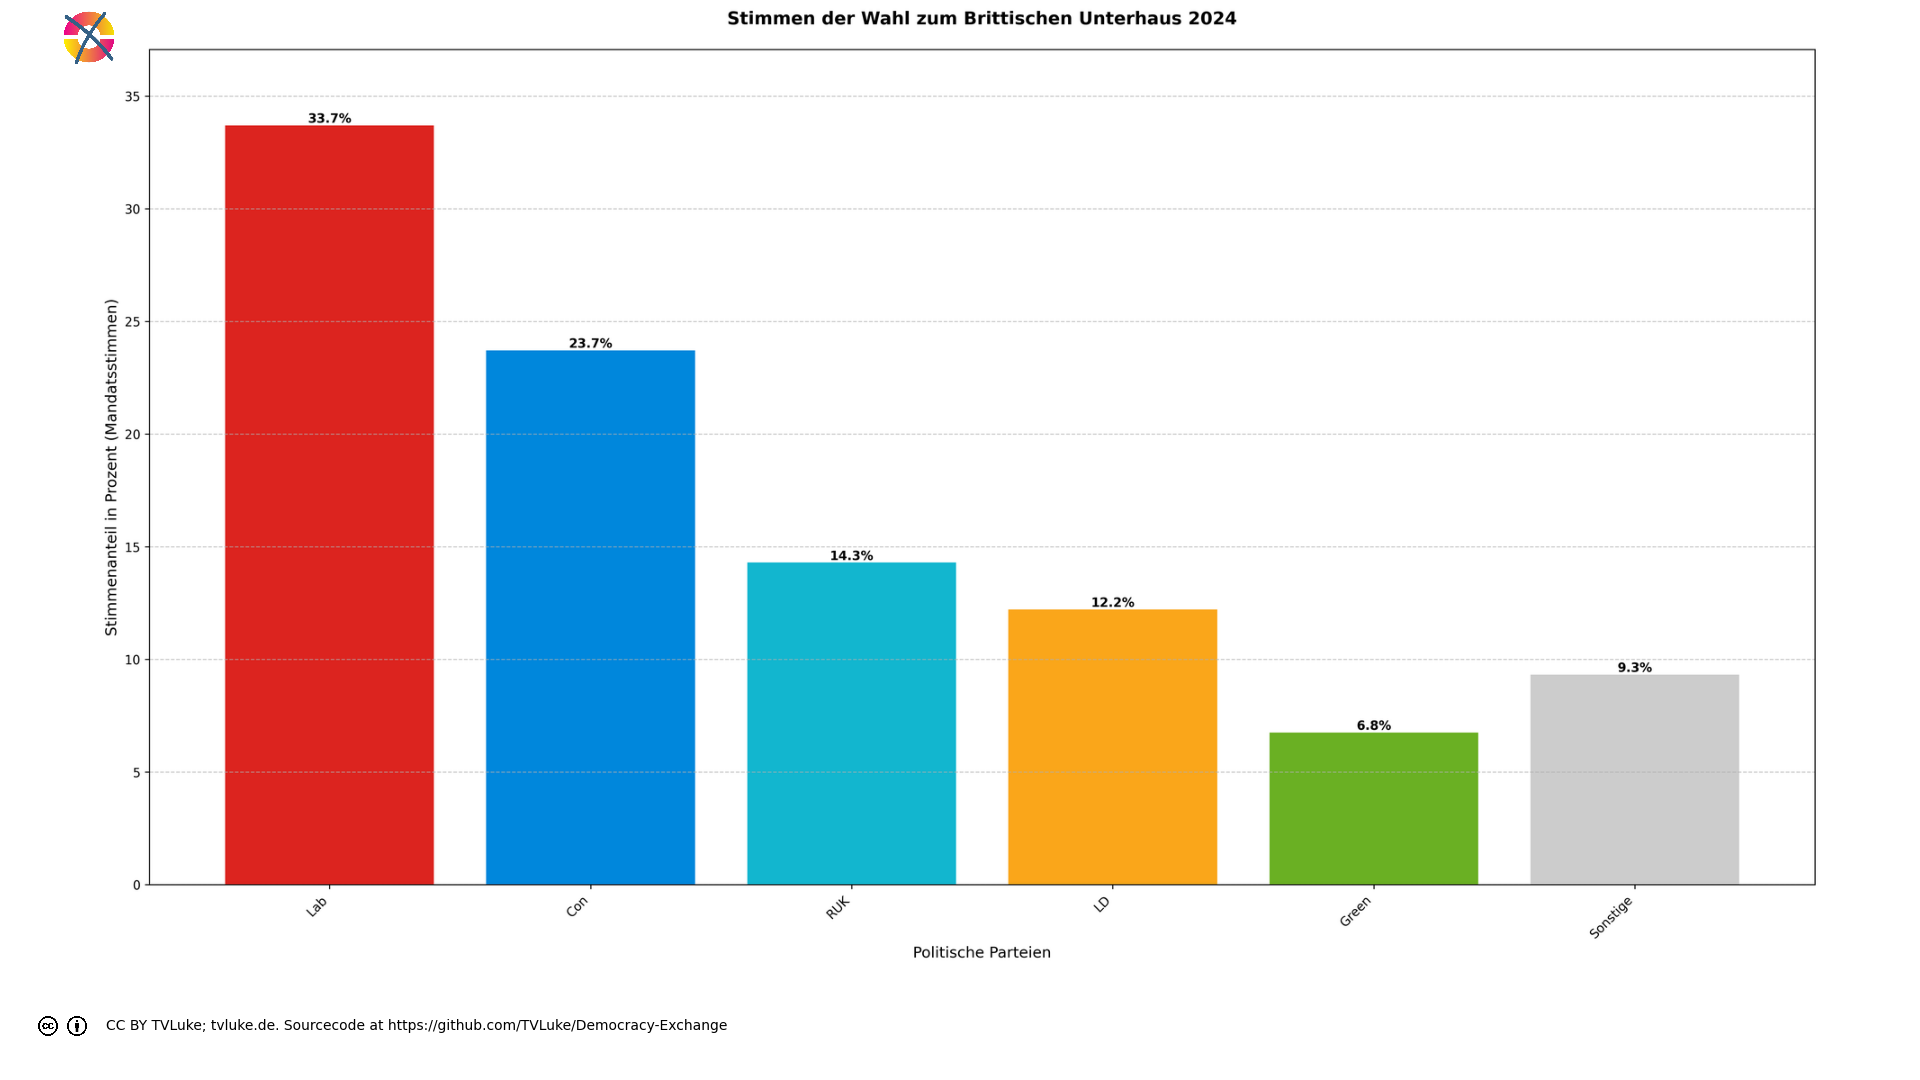 Stimmen der Wahl zum Brittischen Unterhaus 2024
Stimmenanteil in Prozent (Mandatsstimmen)
35
30
25
20
15
10
5
0
33.7%
23.7%
14.3%
12.2%
6.8%
9.3%
Lab
Con
RUK
LD
Green
Sonstige
Politische Parteien
cc
CC BY TVLuke; tvluke.de. Sourcecode at https://github.com/TVLuke/Democracy-Exchange